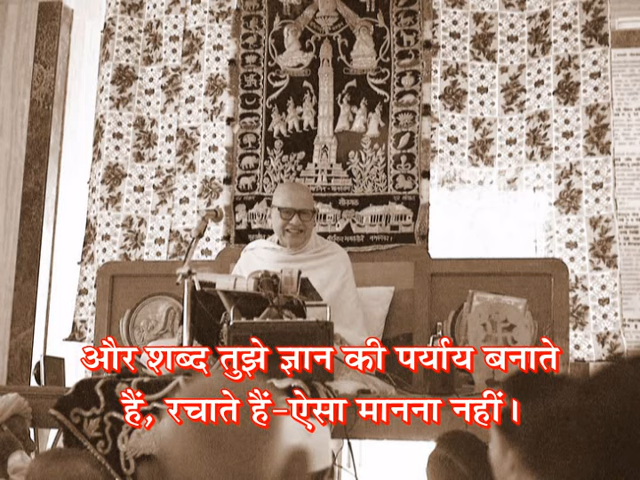 और शब्द तुझे ज्ञान की पर्याय बनाते
हैं, रचाते हैं-ऐसा मानना नहीं।